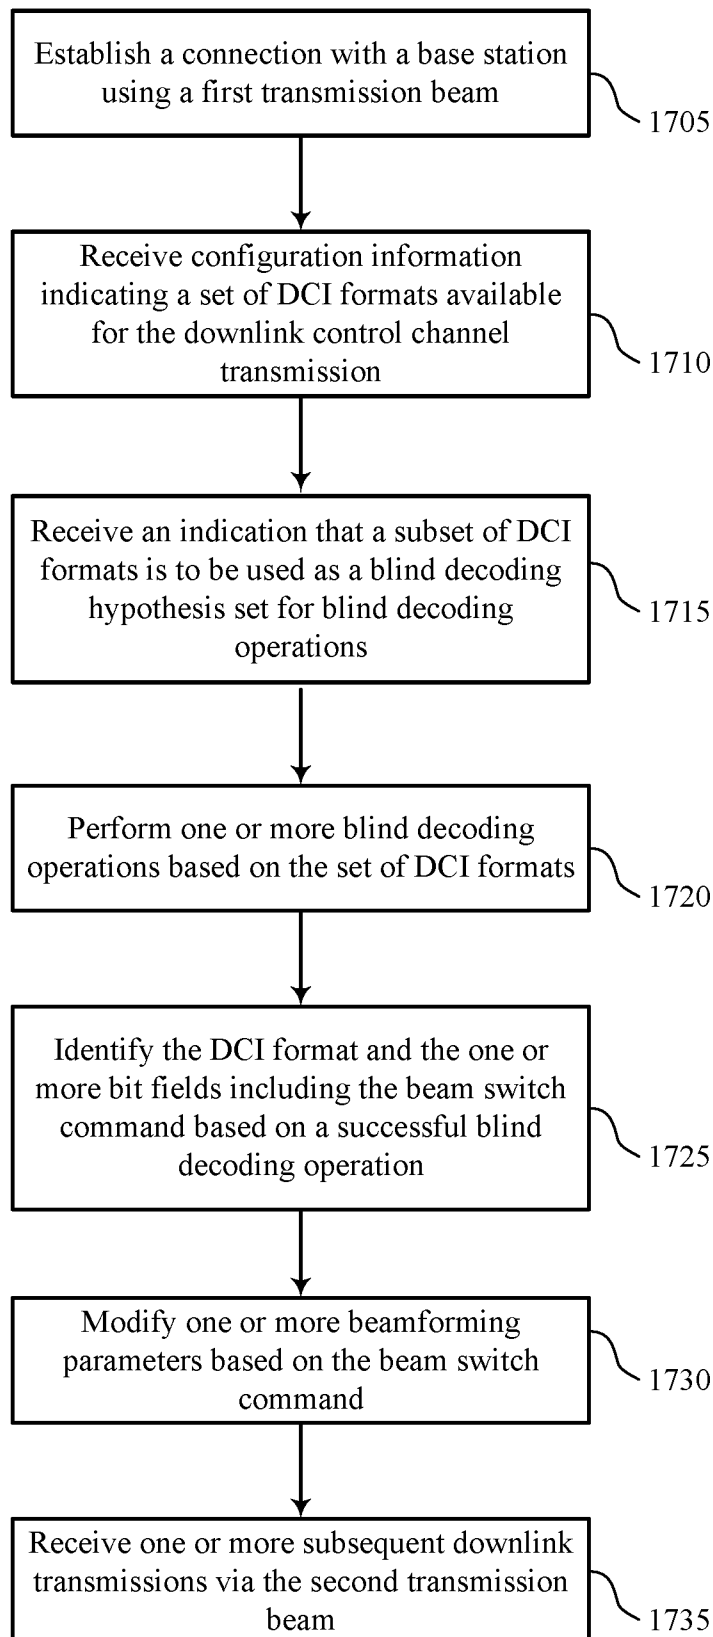 Establish a connection with a base station
using a first transmission beam
1705
Receive configuration information
indicating a set of DCI formats available
for the downlink control channel
transmission
1710
Receive an indication that a subset of DCI
formats is to be used as a blind decoding
hypothesis set for blind decoding
operations
1715
Perform one or more blind decoding
operations based on the set of DCI formats
1720
Identify the DCI format and the one or
more bit fields including the beam switch
command based on a successful blind
decoding operation
1725
Modify one or more beamforming
parameters based on the beam switch
command
1730
Receive one or more subsequent downlink
transmissions via the second transmission
beam
1735